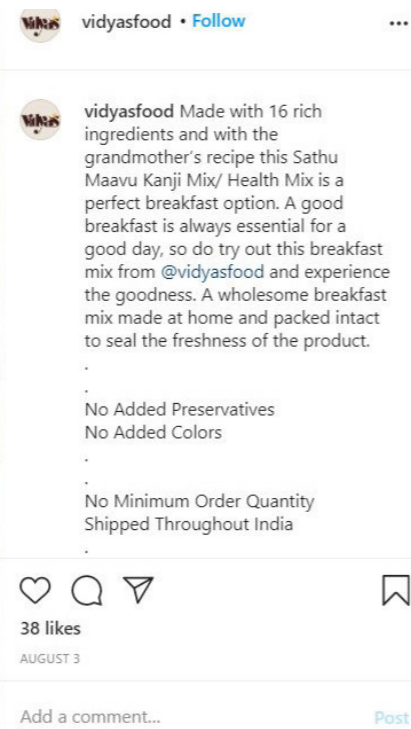 vidyasfood • Follow
vidyasfood Made with 16 rich
ingredients and with the
grandmother's recipe this Sathu
Maavu Kanji Mix/ Health Mix is a
perfect breakfast option. A good
breakfast is always essential for a
good day, so do try out this breakfast
mix from @vidyasfood and experience
the goodness. A wholesome breakfast
mix made at home and packed intact
to seal the freshness of the product.
.
.
No Added Preservatives
No Added Colors
.
.
No Minimum Order Quantity
Shipped Throughout India
.
38 likes
AUGUST 3
Add a comment... Post